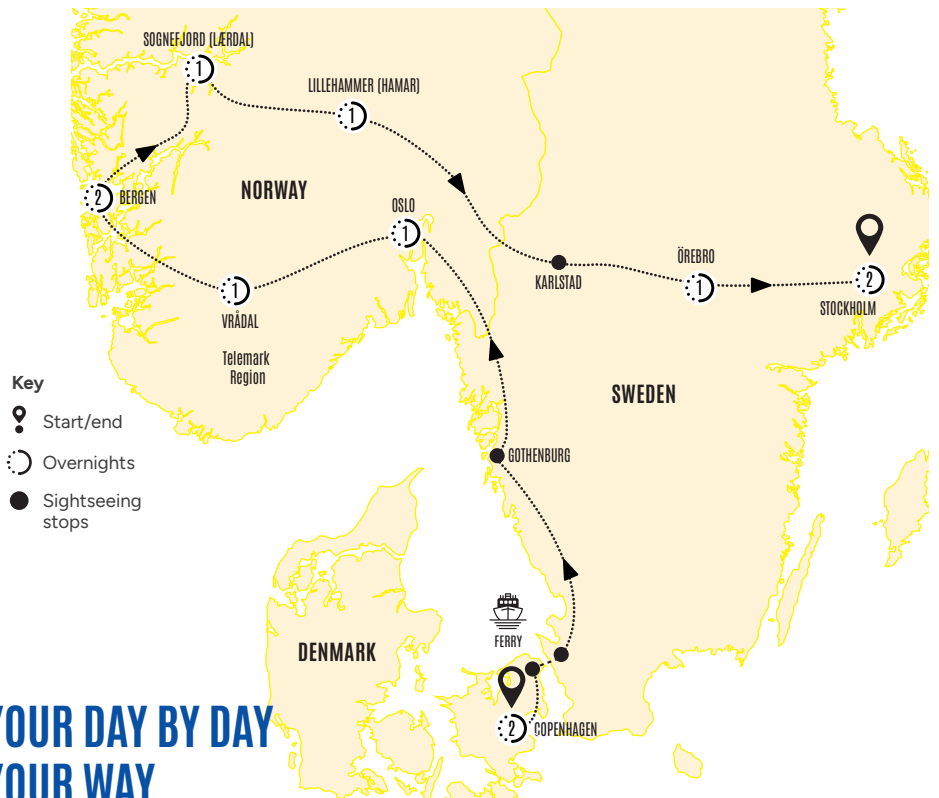 SOGNEFJORD (LÆRDAL)
1
LILLEHAMMER (HAMAR)
1
NORWAY
2
BERGEN
OSLO
1
ÖREBRO
KARLSTAD
1
2
STOCKHOLM
1
VRÅDAL
Telemark
Region
Key
Start/end
Overnights
Sightseeing
stops
SWEDEN
GOTHENBURG
FERRY
DENMARK
2
COPENHAGEN
YOUR DAY BY DAY
YOUR WAY